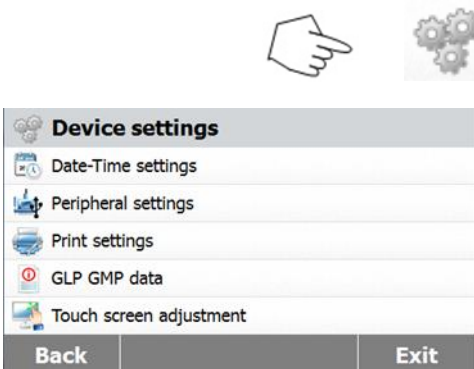 Device settings
Date-Time settings
Peripheral settings
Print settings
GLP GMP data
Touch screen adjustment
Back Exit